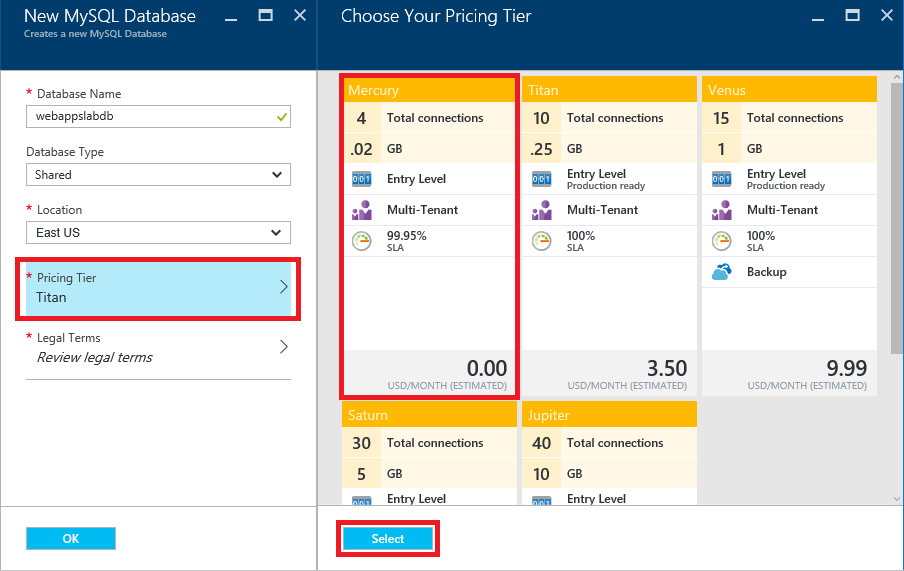 New MySQL Database
Creates a new MySQL Database
* Database Name
webappslabdb
Database Type
Shared
* Location
East US
* Pricing Tier
Titan
* Legal Terms
Review legal terms
OK
Choose Your Pricing Tier
Mercury
4 Total connections
.02 GB
001 Entry Level
Multi-Tenant
99.95%
SLA
0.00
USD/MONTH (ESTIMATED)
Titan
10 Total connections
.25 GB
001 Entry Level
Production ready
Multi-Tenant
100%
SLA
3.50
USD/MONTH (ESTIMATED)
Venus
15 Total connections
1 GB
001 Entry Level
Production ready
Multi-Tenant
100%
SLA
Backup
9.99
USD/MONTH (ESTIMATED)
Saturn
30 Total connections
5 GB
001 Entry Level
Jupiter
40 Total connections
10 GB
001 Entry Level
Select